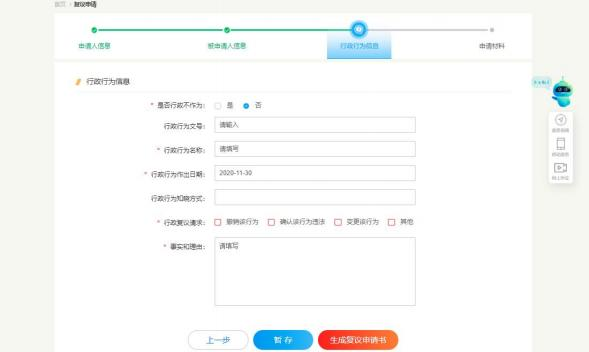 首页 › 复议申请
申请人信息
被申请人信息
行政行为信息
申请材料
行政行为信息
* 是否行政不作为： 是 否
行政行为文号： 请输入
* 行政行为名称： 请填写
* 行政行为作出日期： 2020-11-30
行政行为知晓方式：
* 行政复议请求： 撤销该行为 确认该行为违法 变更该行为 其他
* 事实和理由： 请填写
上一步
暂 存
生成复议申请书